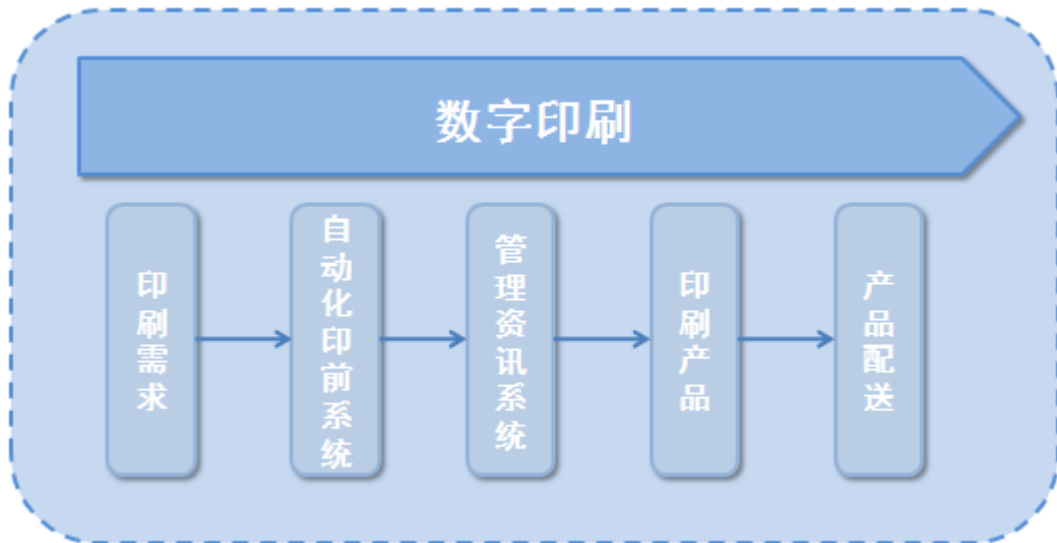 数字印刷
印刷需求
自动化印前系统
管理资讯系统
印刷产品
产品配送